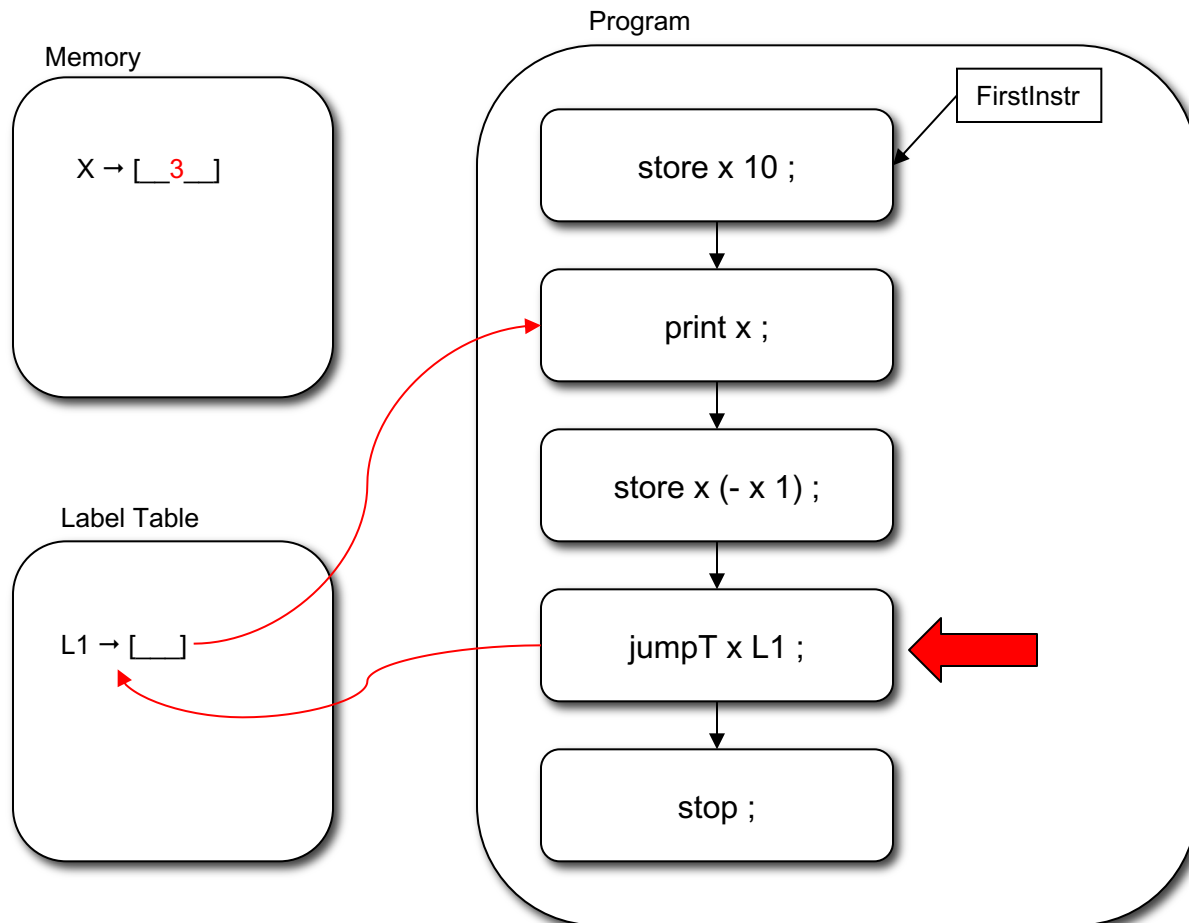 Program
Memory
FirstInstr
X → [__3__]
store x 10 ;
print x ;
store x (- x 1) ;
Label Table
L1 → [___]
jumpT x L1 ;
stop ;